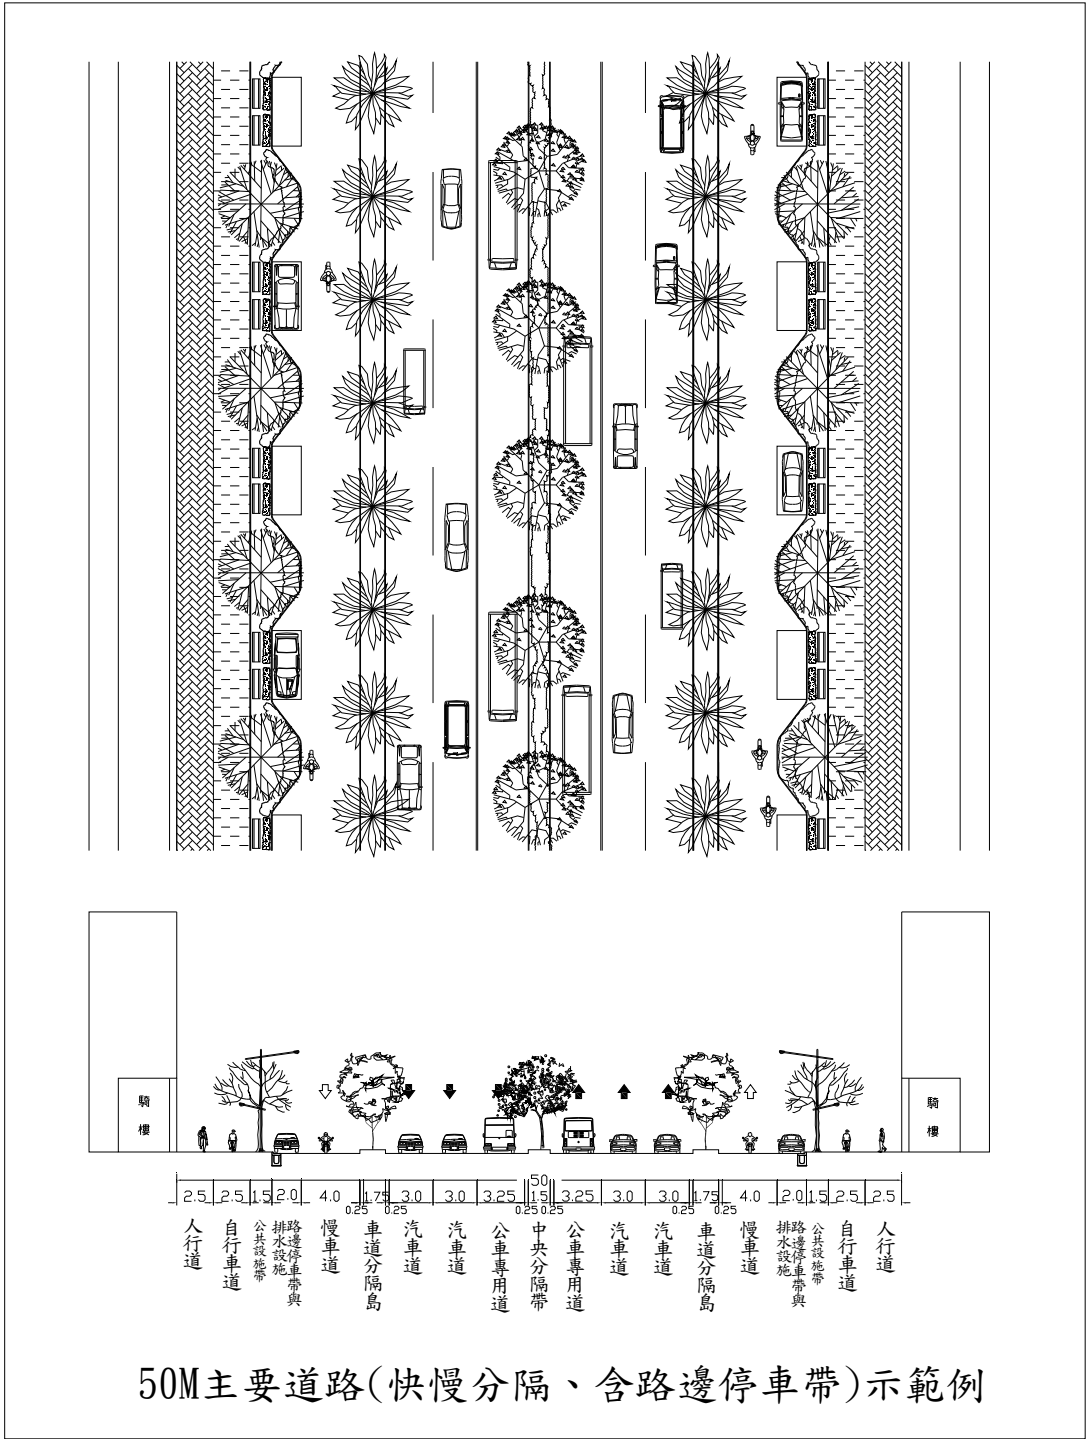 騎樓
騎樓
50
2.5 2.5 1.5 2.0 4.0 1.75 3.0 3.0 3.25 1.5 3.25 3.0 3.0 1.75 4.0 2.0 1.5 2.5 2.5
0.25 0.25 0.25 0.25 0.25 0.25
人行道
自行車道
公共設施帶
路邊停車帶與
排水設施
慢車道
車道分隔島
汽車道
汽車道
公車專用道
中央分隔帶
公車專用道
汽車道
汽車道
車道分隔島
慢車道
路邊停車帶與
排水設施
公共設施帶
自行車道
人行道
50M主要道路(快慢分隔、含路邊停車帶)示範例